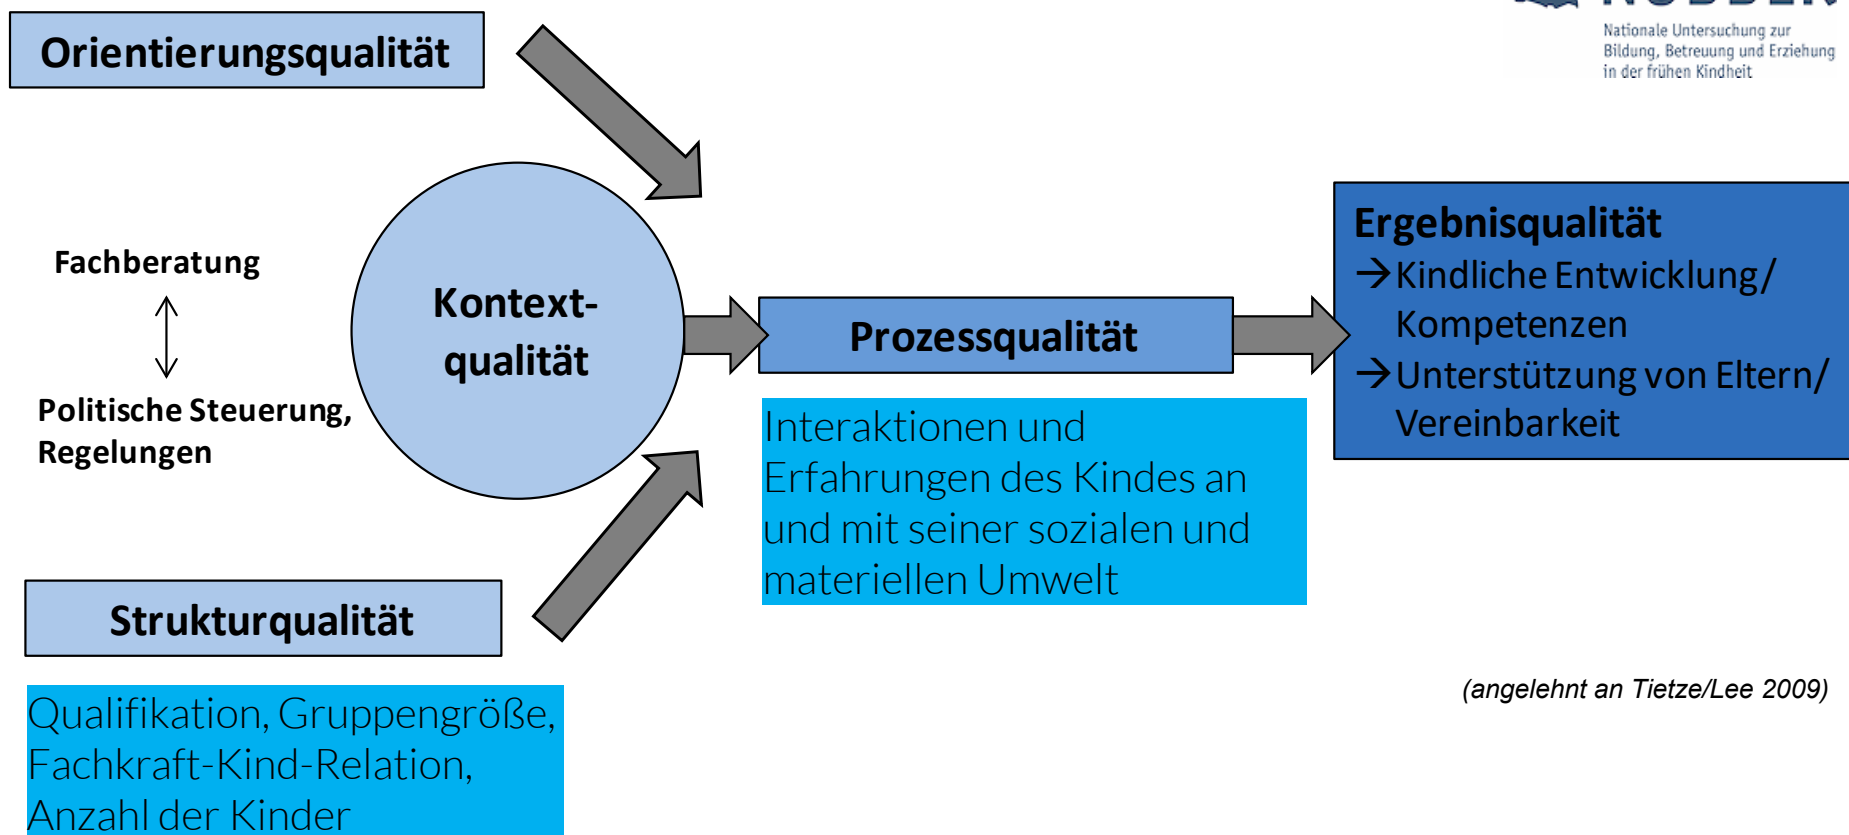 Orientierungsqualität
Nationale Untersuchung zur
Bildung, Betreuung und Erziehung
in der frühen Kindheit
Fachberatung
Politische Steuerung,
Regelungen
Kontext-
qualität
Prozessqualität
Interaktionen und
Erfahrungen des Kindes an
und mit seiner sozialen und
materiellen Umwelt
Ergebnisqualität
→Kindliche Entwicklung/
Kompetenzen
→Unterstützung von Eltern/
Vereinbarkeit
Strukturqualität
Qualifikation, Gruppengröße,
Fachkraft-Kind-Relation,
Anzahl der Kinder
(angelehnt an Tietze/Lee 2009)